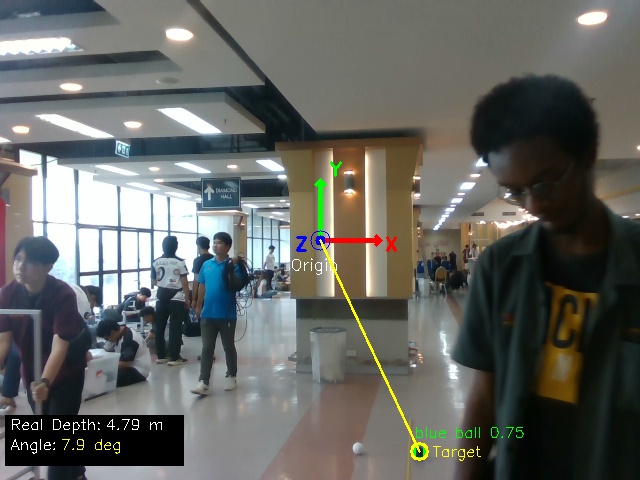 DIAMOND
HALL
Y
Z
X
Origin
blue ball 0.75
Target
Real Depth: 4.79 m
Angle: 7.9 deg